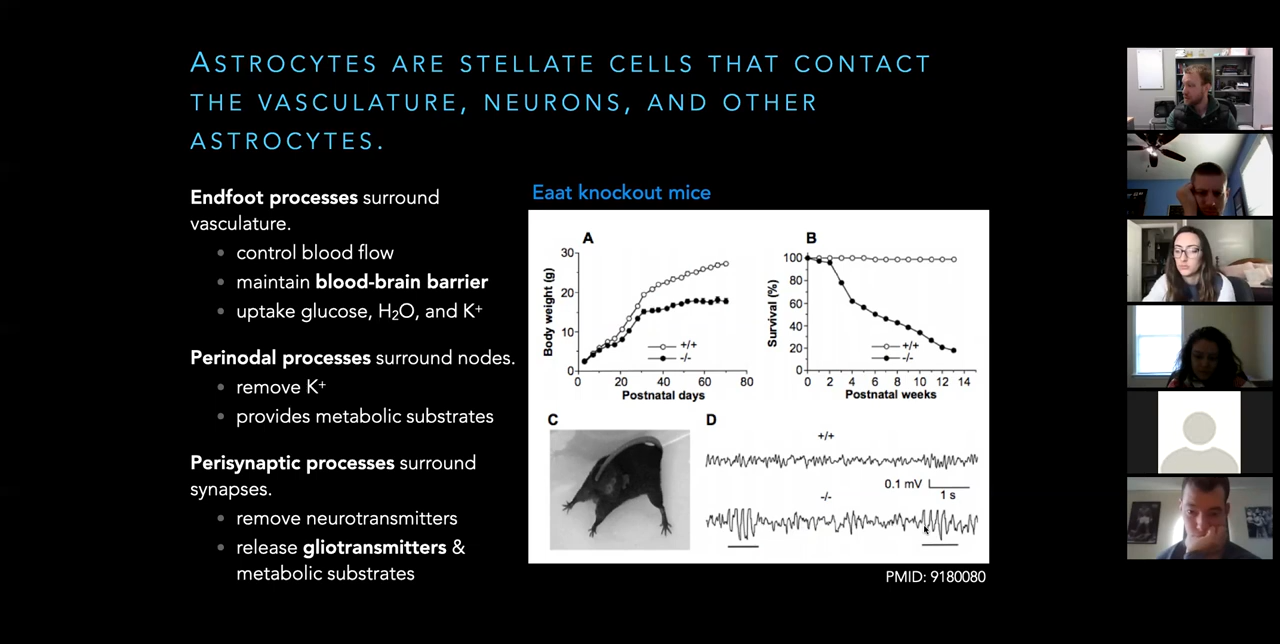 ASTROCYTES ARE STELLATE CELLS THAT CONTACT
THE VASCULATURE, NEURONS, AND OTHER
ASTROCYTES.
Endfoot processes surround
vasculature.
• control blood flow
• maintain blood-brain barrier
• uptake glucose, H₂O, and K⁺
Perinodal processes surround nodes.
• remove K⁺
• provides metabolic substrates
Perisynaptic processes surround
synapses.
• remove neurotransmitters
• release gliotransmitters &
metabolic substrates
Eaat knockout mice
A
Body weight (g)
30
20
10
0
+/+
-/-
0 20 40 60 80
Postnatal days
B
Survival (%)
100
80
60
40
20
0
+/+
-/-
0 2 4 6 8 10 12 14
Postnatal weeks
C
D
+/+
0.1 mV
1 s
-/-
PMID: 9180080